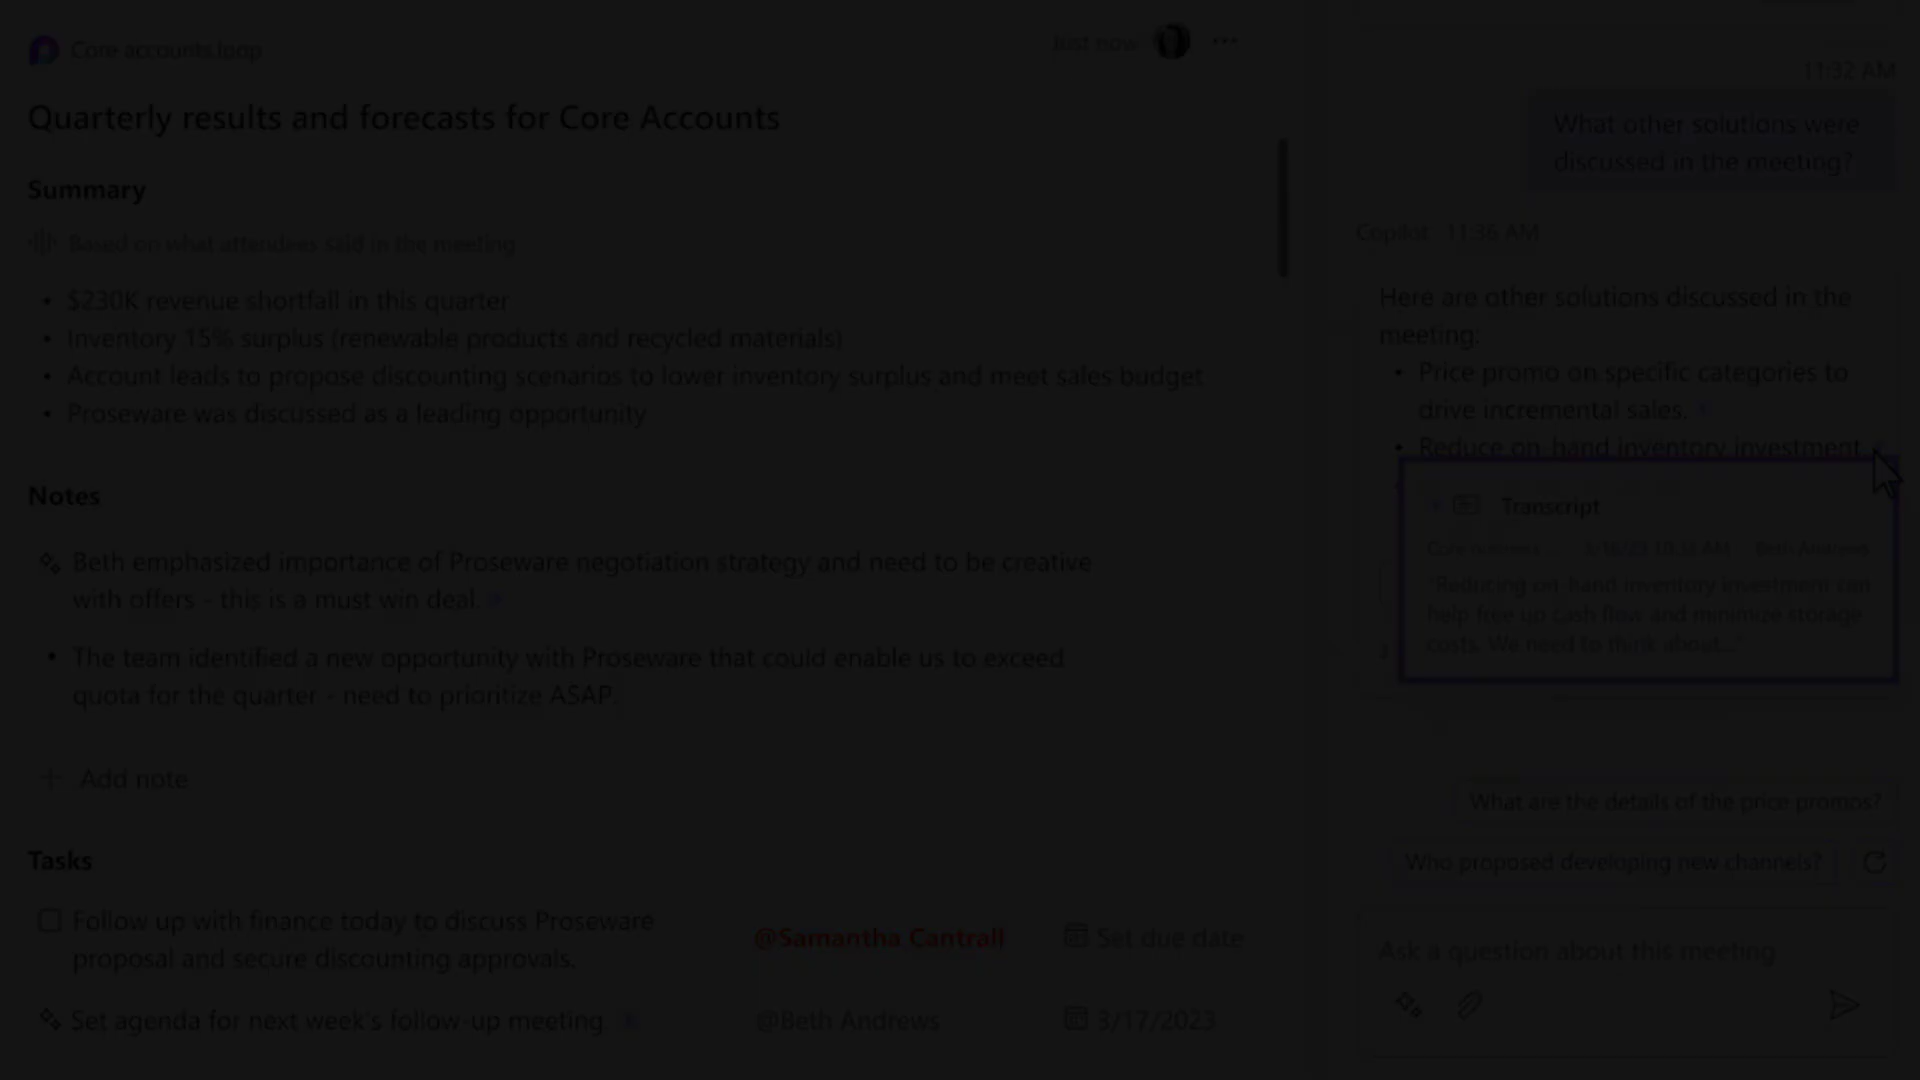 Core accounts.loop
Just now
Quarterly results and forecasts for Core Accounts
Summary
Based on what attendees said in the meeting
• $230K revenue shortfall in this quarter
• Inventory 15% surplus (renewable products and recycled materials)
• Account leads to propose discounting scenarios to lower inventory surplus and meet sales budget
• Proseware was discussed as a leading opportunity
Notes
Beth emphasized importance of Proseware negotiation strategy and need to be creative
with offers - this is a must win deal.
• The team identified a new opportunity with Proseware that could enable us to exceed
quota for the quarter - need to prioritize ASAP.
+ Add note
Tasks
Follow up with finance today to discuss Proseware
proposal and secure discounting approvals.
@Samantha Cantrall
Set due date
Set agenda for next week's follow-up meeting
@Beth Andrews
3/17/2023
11:32 AM
What other solutions were
discussed in the meeting?
Copilot 11:36 AM
Here are other solutions discussed in the
meeting:
• Price promo on specific categories to
drive incremental sales.
• Reduce on-hand inventory investment
Transcript
10:32 AM Beth Andrews
"Reducing on-hand inventory investment can
help free up cash flow and minimize storage
costs. We need to think about..."
What are the details of the price promos?
Who proposed developing new channels?
Ask a question about this meeting